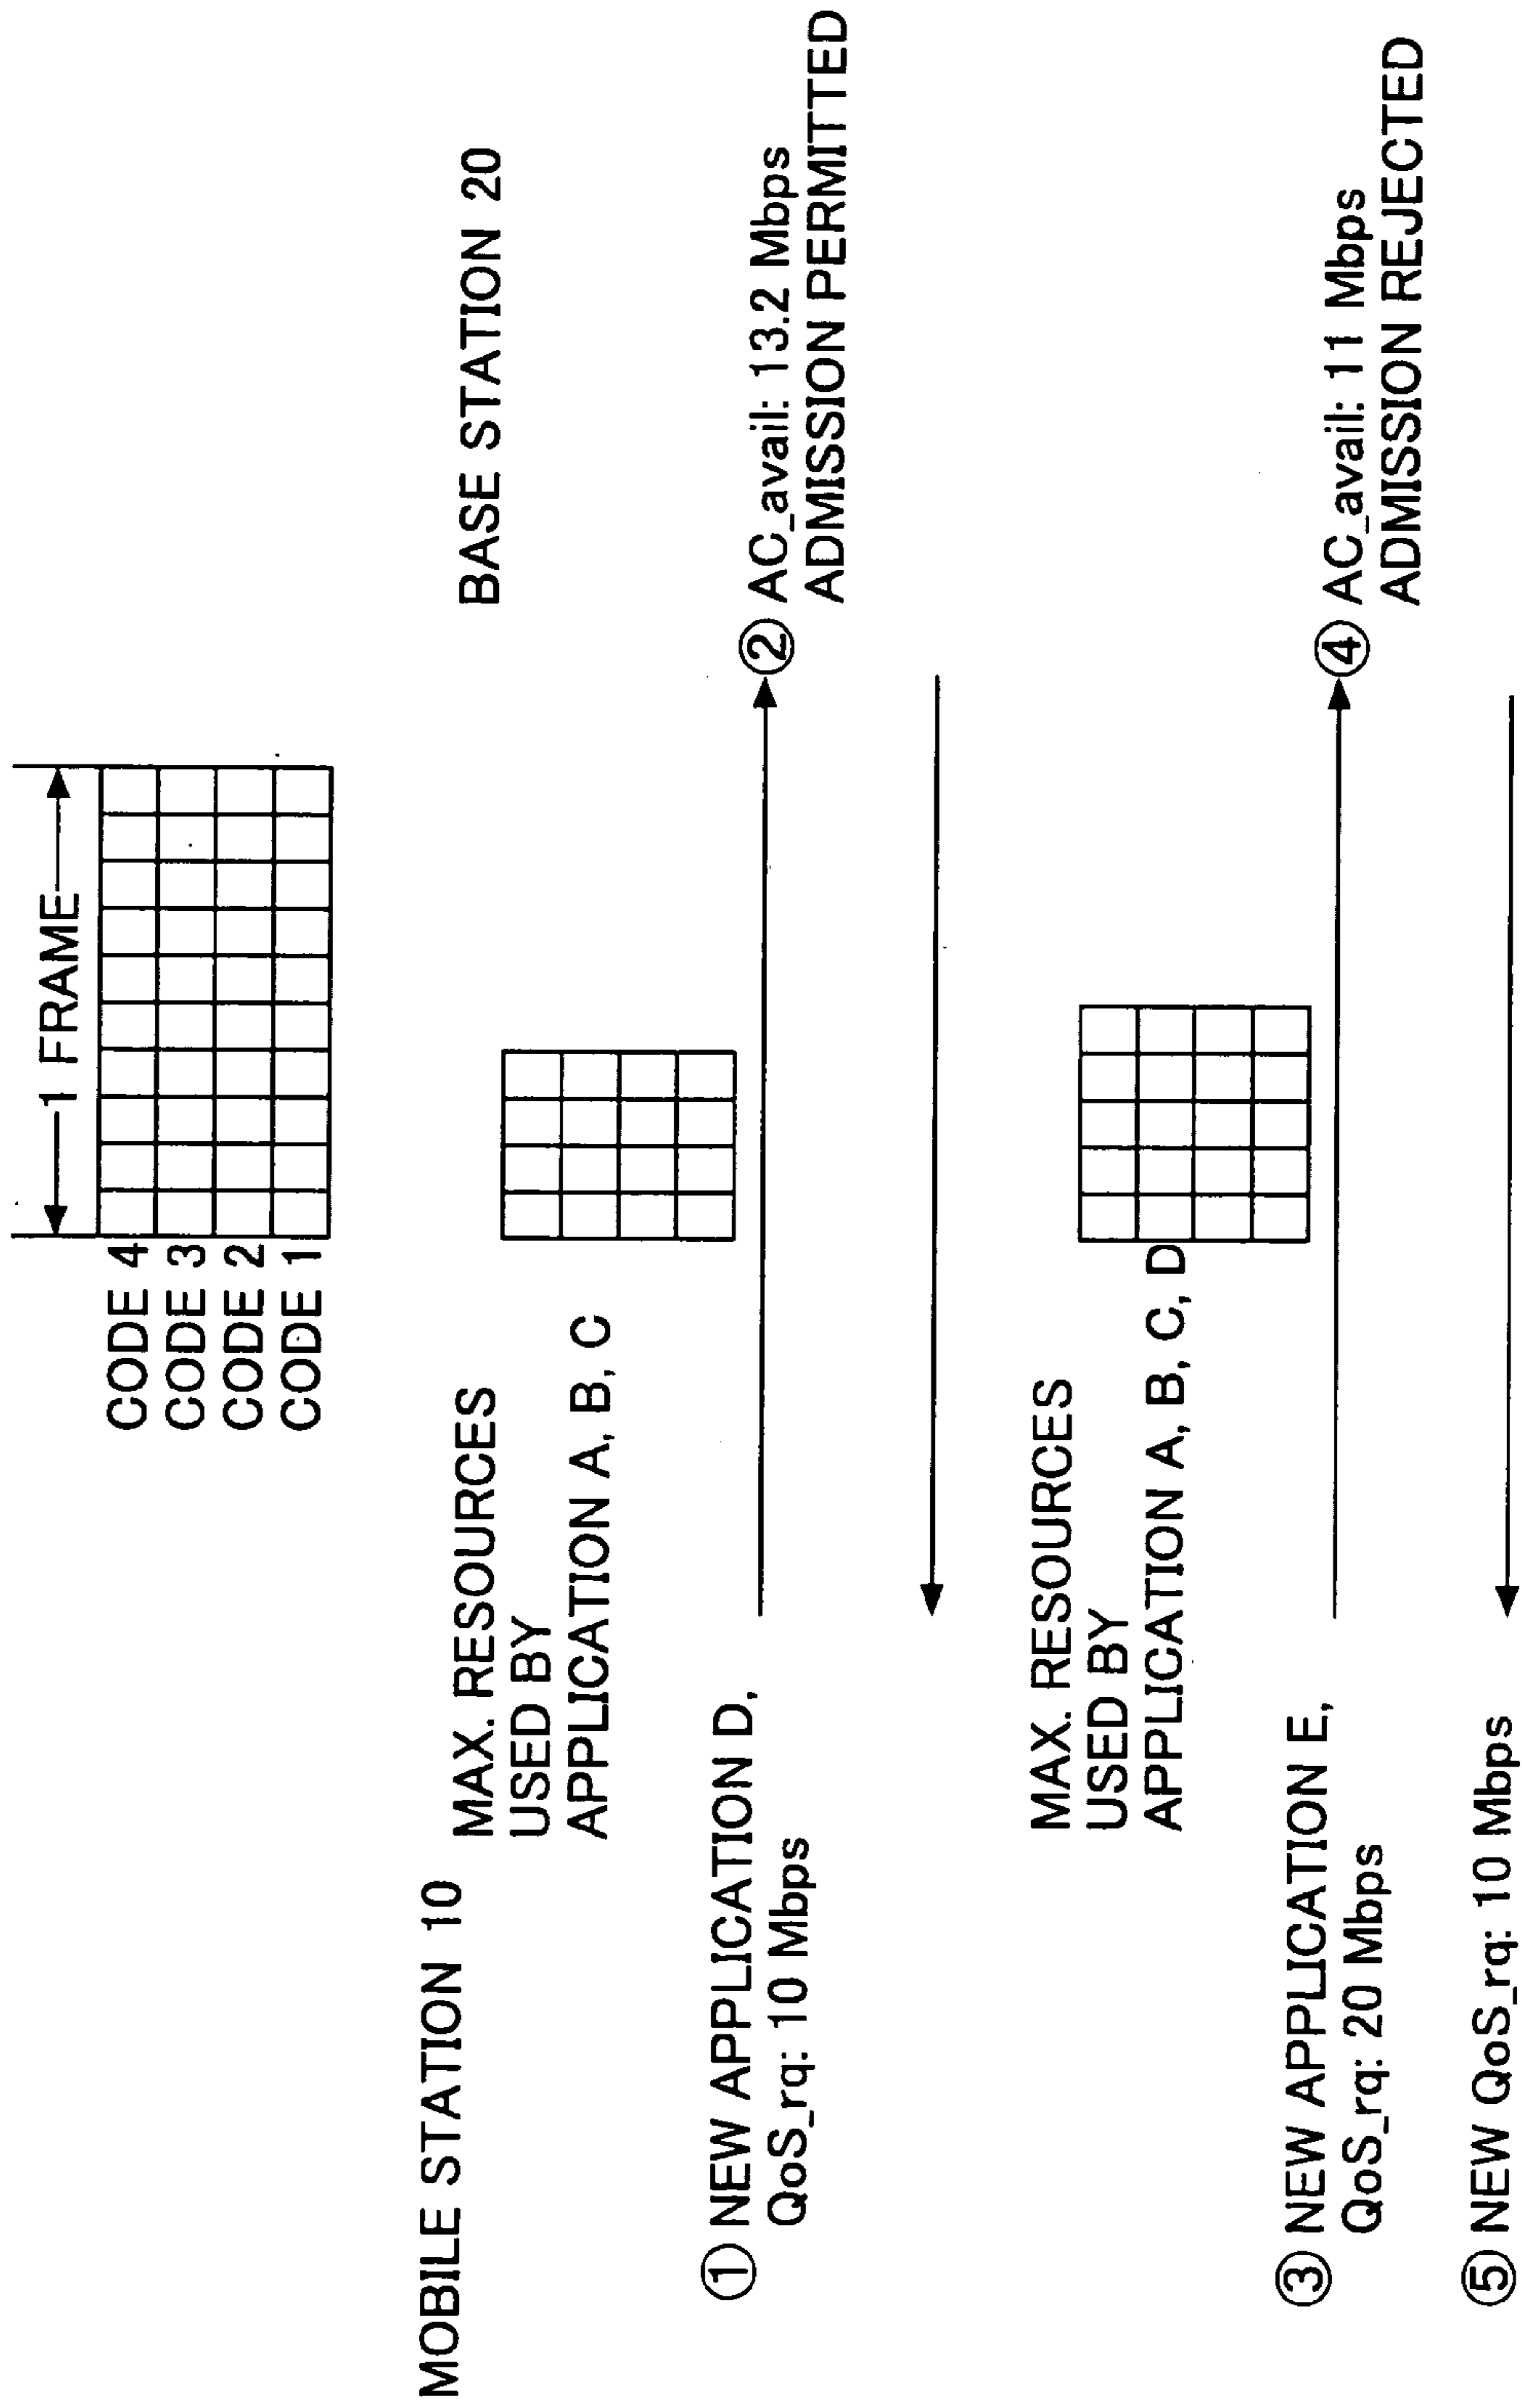 1 FRAME
CODE 4
CODE 3
CODE 2
CODE 1
MOBILE STATION 10
BASE STATION 20
MAX. RESOURCES
USED BY
APPLICATION A, B, C
① NEW APPLICATION D,
QoS_rq: 10 Mbps
② AC_avail: 13.2 Mbps
ADMISSION PERMITTED
MAX. RESOURCES
USED BY
APPLICATION A, B, C, D
③ NEW APPLICATION E,
QoS_rq: 20 Mbps
④ AC_avail: 11 Mbps
ADMISSION REJECTED
⑤ NEW QoS_rq: 10 Mbps